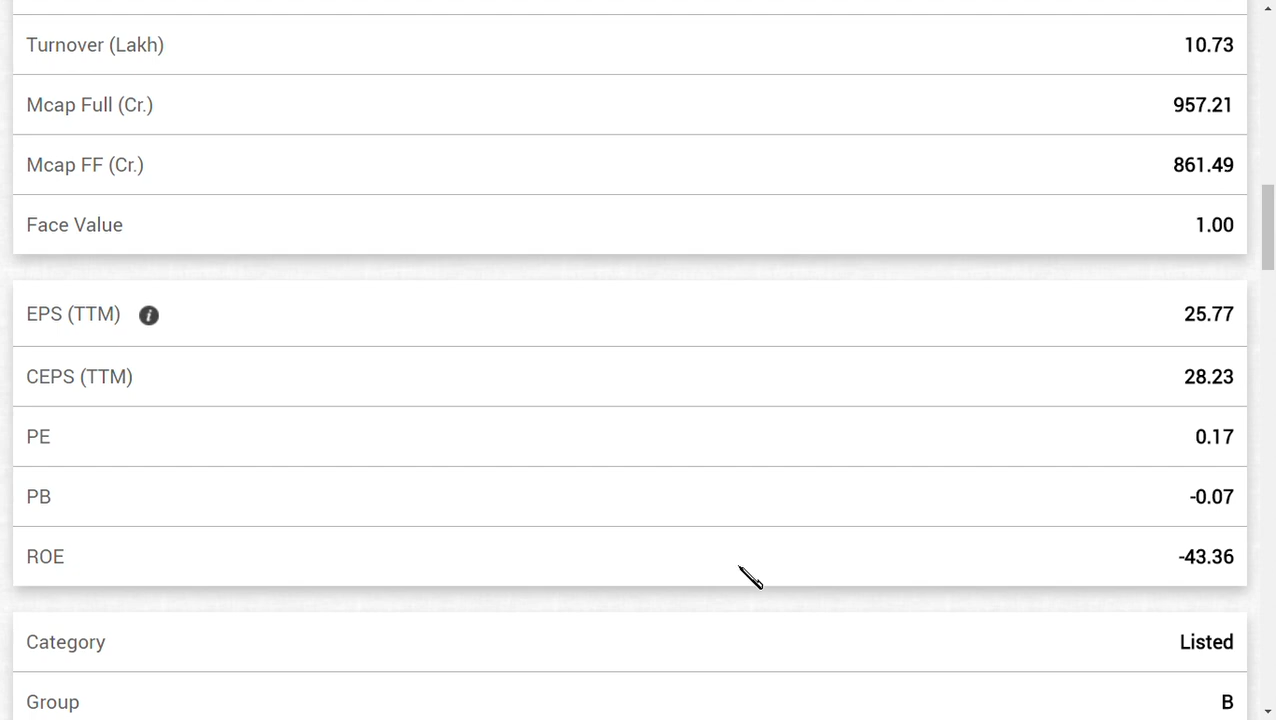 Turnover (Lakh) 10.73
Mcap Full (Cr.) 957.21
Mcap FF (Cr.) 861.49
Face Value 1.00
EPS (TTM) i 25.77
CEPS (TTM) 28.23
PE 0.17
PB -0.07
ROE -43.36
Category Listed
Group B